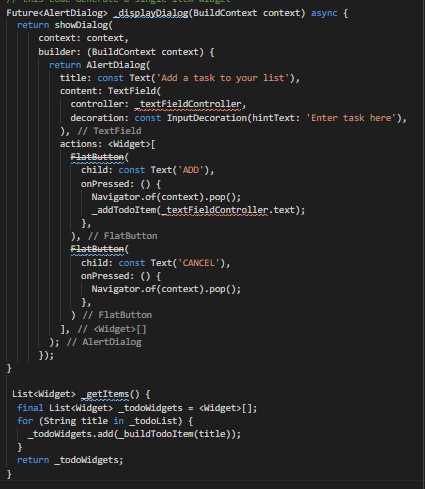 // this code Generate a single item widget
Future<AlertDialog> _displayDialog(BuildContext context) async {
  return showDialog(
      context: context,
      builder: (BuildContext context) {
        return AlertDialog(
          title: const Text('Add a task to your list'),
          content: TextField(
            controller: _textFieldController,
            decoration: const InputDecoration(hintText: 'Enter task here'),
          ), // TextField
          actions: <Widget>[
            FlatButton(
              child: const Text('ADD'),
              onPressed: () {
                Navigator.of(context).pop();
                _addTodoItem(_textFieldController.text);
              },
            ), // FlatButton
            FlatButton(
              child: const Text('CANCEL'),
              onPressed: () {
                Navigator.of(context).pop();
              },
            ) // FlatButton
          ], // <Widget>[]
        ); // AlertDialog
      });
}
List<Widget> _getItems() {
  final List<Widget> _todoWidgets = <Widget>[];
  for (String title in _todoList) {
    _todoWidgets.add(_buildTodoItem(title));
  }
  return _todoWidgets;
}